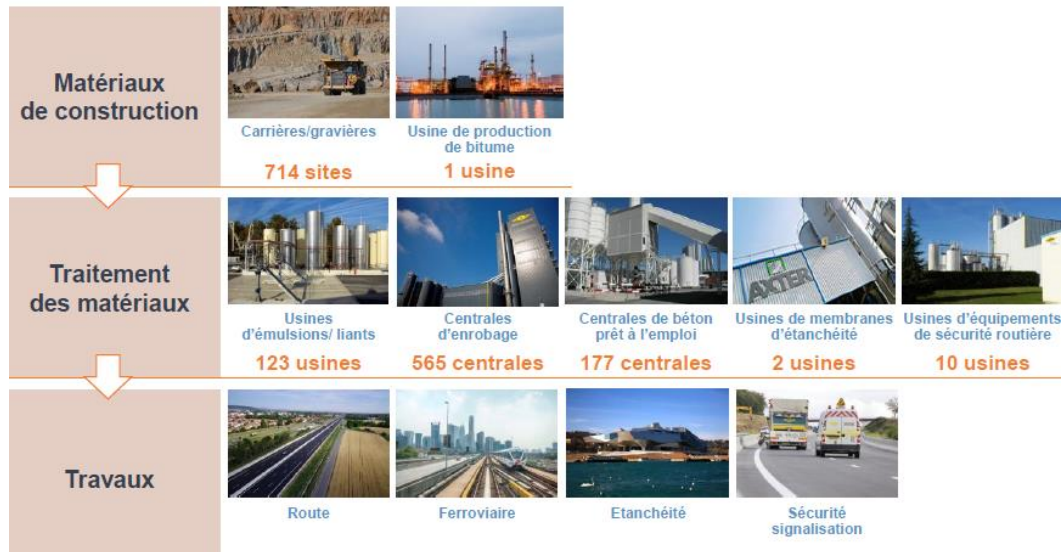 Matériaux
de construction
Carrières/gravières
Usine de production
de bitume
714 sites
1 usine
Traitement
des matériaux
AXTER
Usines
d'émulsions/ liants
Centrales
d'enrobage
Centrales de béton
prêt à l'emploi
Usines de membranes
d'étanchéité
Usines d'équipements
de sécurité routière
123 usines
565 centrales
177 centrales
2 usines
10 usines
Travaux
Route
Ferroviaire
Etanchéité
Sécurité
signalisation